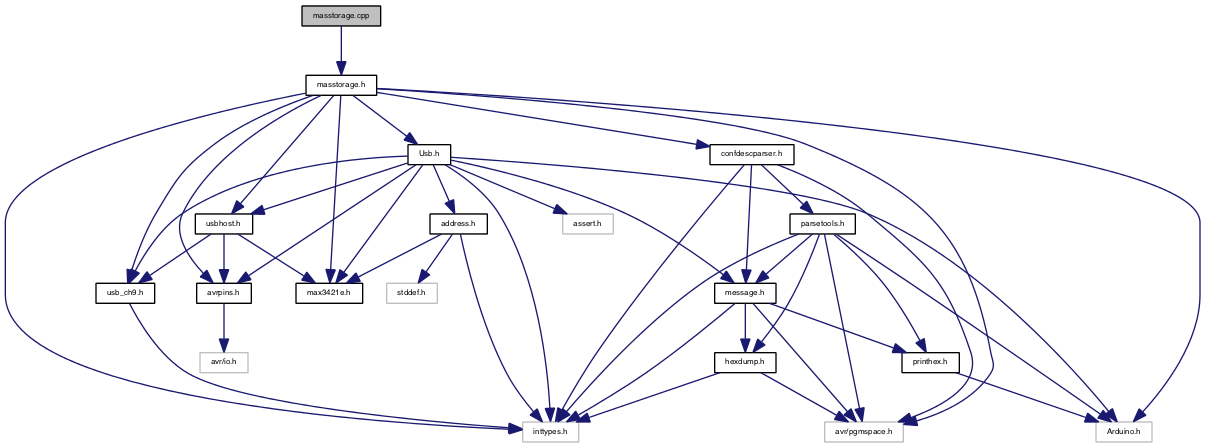 masstorage.cpp
masstorage.h
Usb.h
confdescparser.h
usbhost.h
address.h
assert.h
parsetools.h
usb_ch9.h
avrpins.h
max3421e.h
stddef.h
message.h
avr/io.h
hexdump.h
printhex.h
inttypes.h
avr/pgmspace.h
Arduino.h